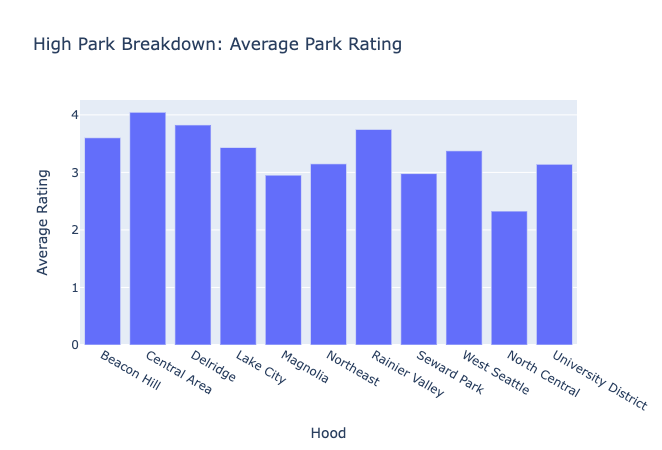 High Park Breakdown: Average Park Rating
4
3
2
1
0
Average Rating
Beacon Hill
Central Area
Delridge
Lake City
Magnolia
Northeast
Rainier Valley
Seward Park
West Seattle
North Central
University District
Hood